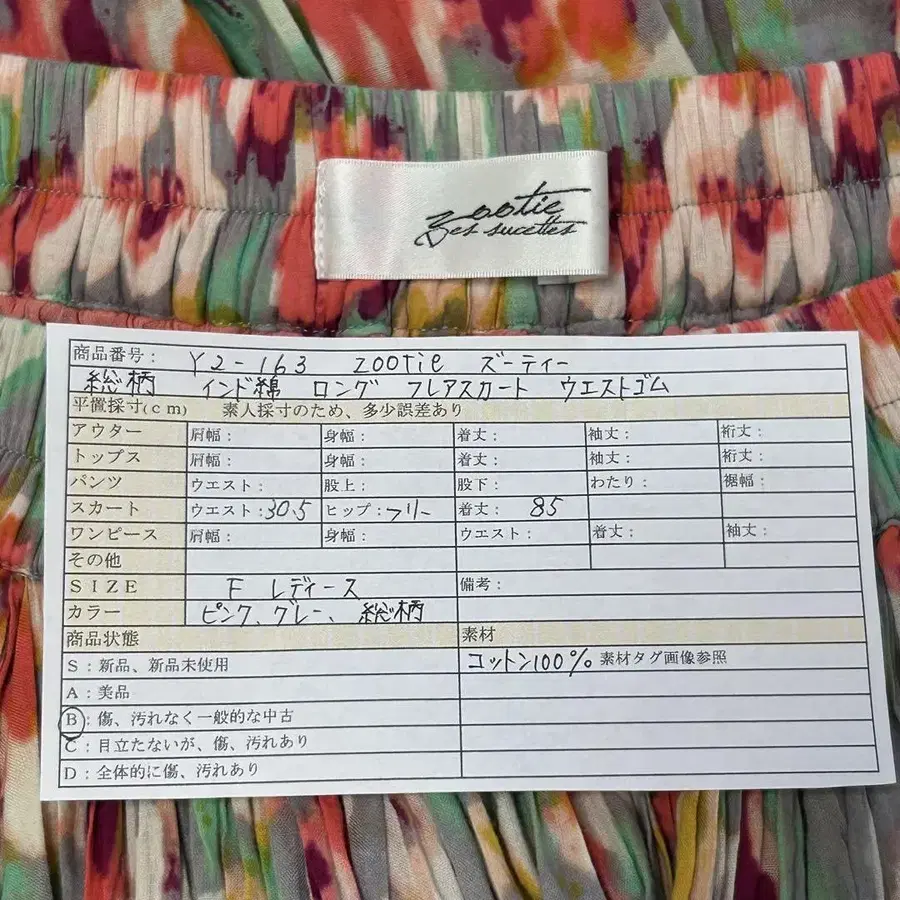 zootie
es sucettes
商品番号： Y2-163 zootie ズーティー
総柄 インド綿 ロング フレアスカート ウエストゴム
平置採寸(cm) 素人採寸のため、多少誤差あり
アウター 肩幅： 身幅： 着丈： 袖丈： 裄丈：
トップス 肩幅： 身幅： 着丈： 袖丈： 裄丈：
パンツ ウエスト： 股上： 股下： わたり： 裾幅：
スカート ウエスト：30.5 ヒップ：フリー 着丈： 85
ワンピース 肩幅： 身幅： ウエスト： 着丈： 袖丈：
その他
SIZE F レディース 備考：
カラー ピンク、グレー、総柄
商品状態 素材
S：新品、新品未使用 コットン100% 素材タグ画像参照
A：美品
B：傷、汚れなく一般的な中古
C：目立たないが、傷、汚れあり
D：全体的に傷、汚れあり